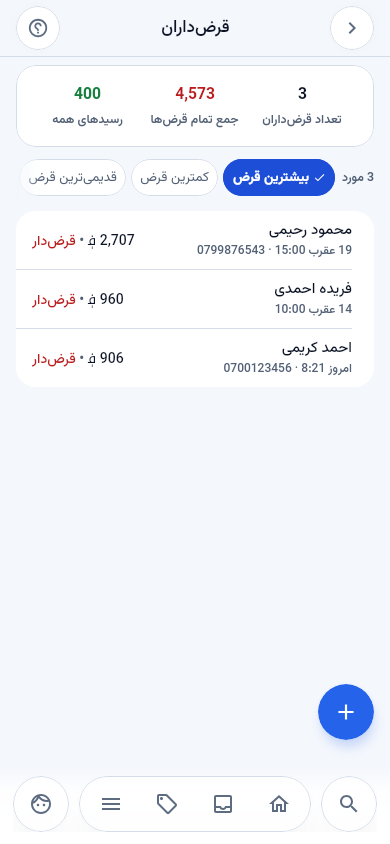 قرض‌داران
3
4,573
400
تعداد قرض‌داران
جمع تمام قرض‌ها
رسیدهای همه
3 مورد
بیشترین قرض
کمترین قرض
قدیمی‌ترین قرض
محمود رحیمی
2,707 ؋ • قرض‌دار
19 عقرب 15:00 · 0799876543
فریده احمدی
960 ؋ • قرض‌دار
14 عقرب 10:00
احمد کریمی
906 ؋ • قرض‌دار
امروز 8:21 · 0700123456